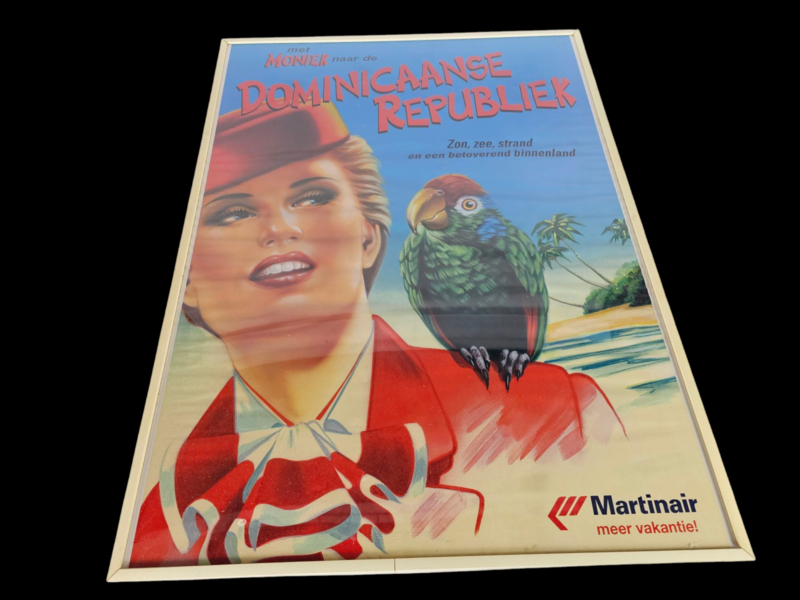 met
MONIEK naar de
DOMINICAANSE
REPUBLIEK
Zon, zee, strand
en een betoverend binnenland
Martinair
meer vakantie!